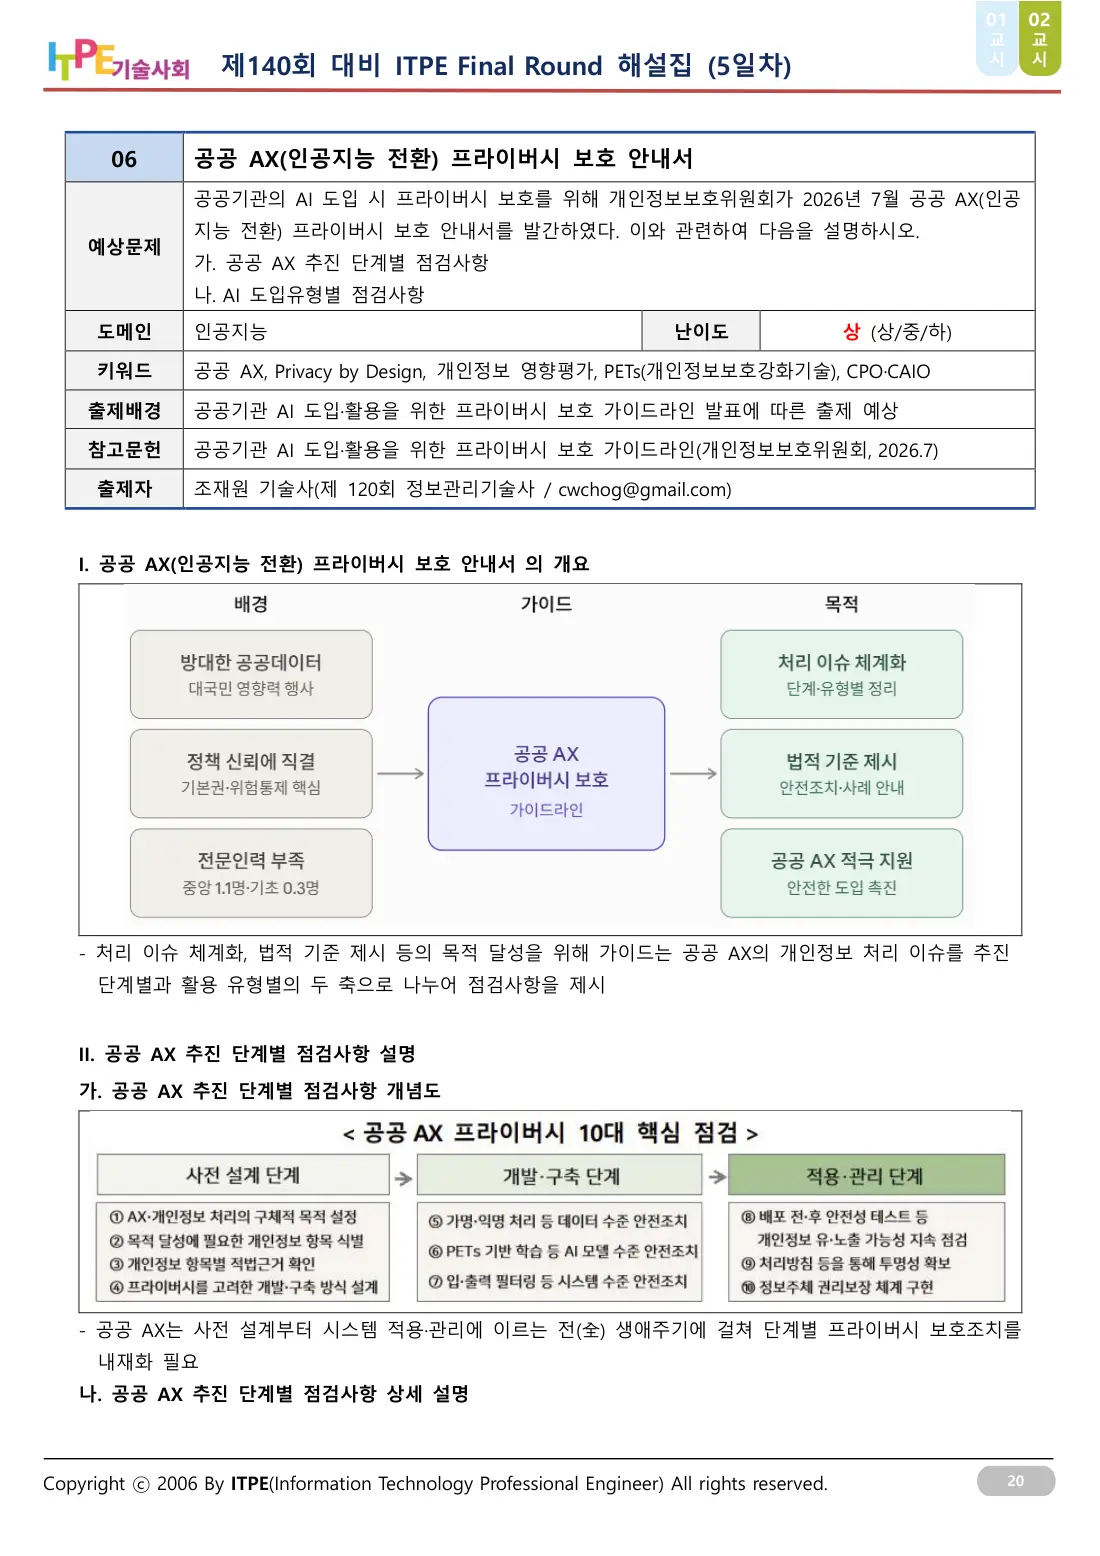 01
교
시
02
교
시
ITPE기술사회
제140회 대비 ITPE Final Round 해설집 (5일차)
06
공공 AX(인공지능 전환) 프라이버시 보호 안내서
예상문제
공공기관의 AI 도입 시 프라이버시 보호를 위해 개인정보보호위원회가 2026년 7월 공공 AX(인공
지능 전환) 프라이버시 보호 안내서를 발간하였다. 이와 관련하여 다음을 설명하시오.
가. 공공 AX 추진 단계별 점검사항
나. AI 도입유형별 점검사항
도메인
인공지능
난이도
상 (상/중/하)
키워드
공공 AX, Privacy by Design, 개인정보 영향평가, PETs(개인정보보호강화기술), CPO·CAIO
출제배경
공공기관 AI 도입·활용을 위한 프라이버시 보호 가이드라인 발표에 따른 출제 예상
참고문헌
공공기관 AI 도입·활용을 위한 프라이버시 보호 가이드라인(개인정보보호위원회, 2026.7)
출제자
조재원 기술사(제 120회 정보관리기술사 / cwchog@gmail.com)
I. 공공 AX(인공지능 전환) 프라이버시 보호 안내서 의 개요
배경
가이드
목적
방대한 공공데이터
대국민 영향력 행사
정책 신뢰에 직결
기본권·위험통제 핵심
전문인력 부족
중앙 1.1명·기초 0.3명
공공 AX
프라이버시 보호
가이드라인
처리 이슈 체계화
단계·유형별 정리
법적 기준 제시
안전조치·사례 안내
공공 AX 적극 지원
안전한 도입 촉진
- 처리 이슈 체계화, 법적 기준 제시 등의 목적 달성을 위해 가이드는 공공 AX의 개인정보 처리 이슈를 추진
단계별과 활용 유형별의 두 축으로 나누어 점검사항을 제시
II. 공공 AX 추진 단계별 점검사항 설명
가. 공공 AX 추진 단계별 점검사항 개념도
< 공공 AX 프라이버시 10대 핵심 점검 >
사전 설계 단계
개발·구축 단계
적용·관리 단계
① AX·개인정보 처리의 구체적 목적 설정
② 목적 달성에 필요한 개인정보 항목 식별
③ 개인정보 항목별 적법근거 확인
④ 프라이버시를 고려한 개발·구축 방식 설계
⑤ 가명·익명 처리 등 데이터 수준 안전조치
⑥ PETs 기반 학습 등 AI 모델 수준 안전조치
⑦ 입·출력 필터링 등 시스템 수준 안전조치
⑧ 배포 전·후 안전성 테스트 등
개인정보 유·노출 가능성 지속 점검
⑨ 처리방침 등을 통해 투명성 확보
⑩ 정보주체 권리보장 체계 구현
- 공공 AX는 사전 설계부터 시스템 적용·관리에 이르는 전(全) 생애주기에 걸쳐 단계별 프라이버시 보호조치를
내재화 필요
나. 공공 AX 추진 단계별 점검사항 상세 설명
Copyright ⓒ 2006 By ITPE(Information Technology Professional Engineer) All rights reserved.
20